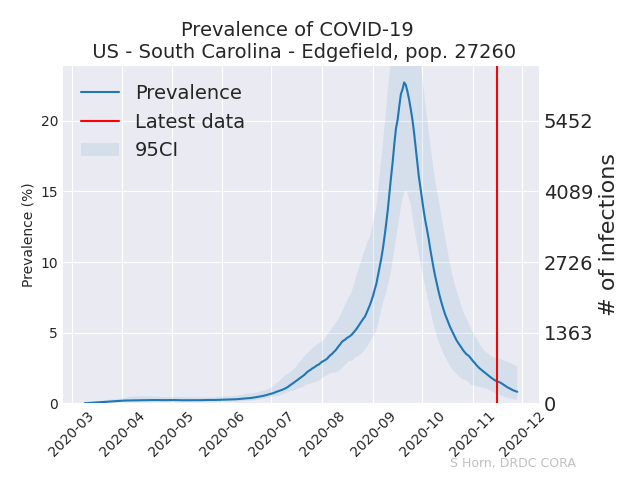 Prevalence of COVID-19
US - South Carolina - Edgefield, pop. 27260
Prevalence
Latest data
95CI
Prevalence (%)
20
15
10
5
0
5452
4089
2726
1363
0
# of infections
2020-03
2020-04
2020-05
2020-06
2020-07
2020-08
2020-09
2020-10
2020-11
2020-12
S Horn, DRDC CORA